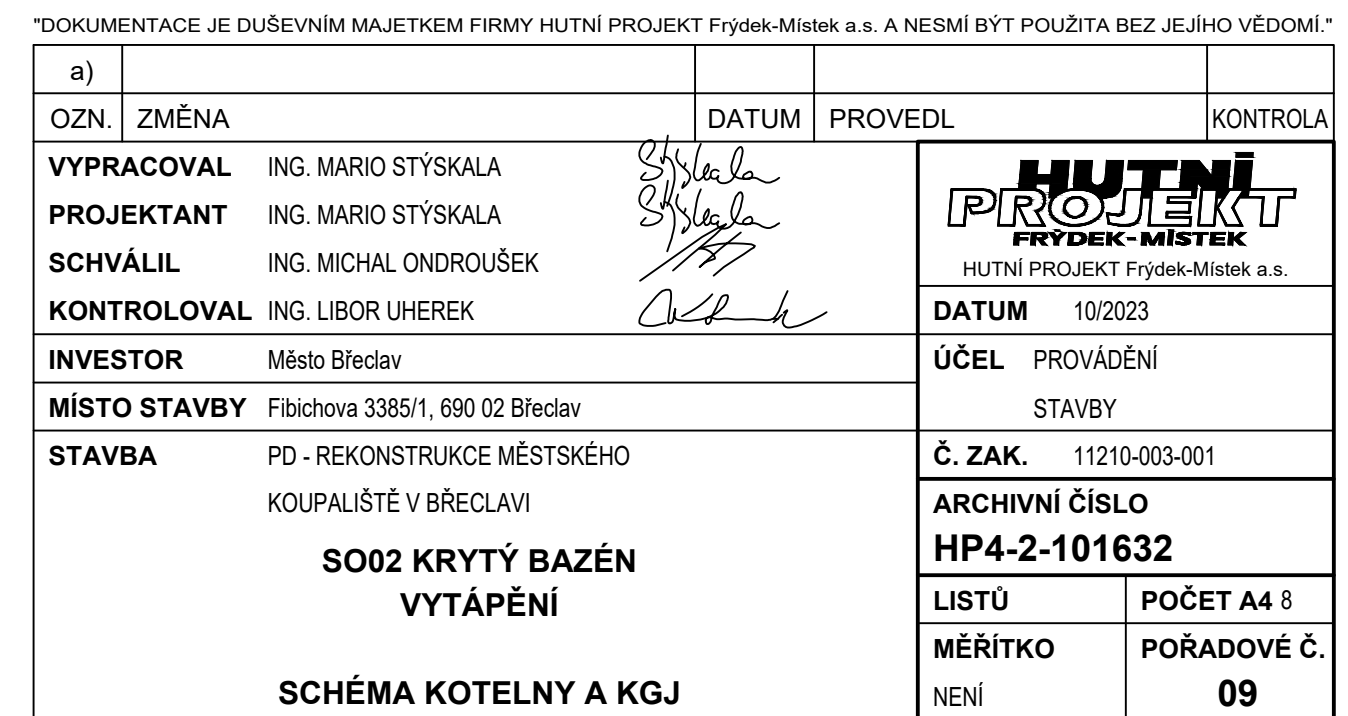 "DOKUMENTACE JE DUŠEVNÍM MAJETKEM FIRMY HUTNÍ PROJEKT Frýdek-Místek a.s. A NESMÍ BÝT POUŽITA BEZ JEJÍHO VĚDOMÍ."
a)
OZN. ZMĚNA DATUM PROVEDL KONTROLA
VYPRACOVAL ING. MARIO STÝSKALA
PROJEKTANT ING. MARIO STÝSKALA
SCHVÁLIL ING. MICHAL ONDROUŠEK
KONTROLOVAL ING. LIBOR UHEREK
HUTNÍ
PROJEKT
FRÝDEK-MÍSTEK
HUTNÍ PROJEKT Frýdek-Místek a.s.
DATUM 10/2023
INVESTOR Město Břeclav
ÚČEL PROVÁDĚNÍ
STAVBY
MÍSTO STAVBY Fibichova 3385/1, 690 02 Břeclav
STAVBA PD - REKONSTRUKCE MĚSTSKÉHO
KOUPALIŠTĚ V BŘECLAVI
Č. ZAK. 11210-003-001
ARCHIVNÍ ČÍSLO
HP4-2-101632
SO02 KRYTÝ BAZÉN
VYTÁPĚNÍ
LISTŮ POČET A4 8
MĚŘÍTKO POŘADOVÉ Č.
SCHÉMA KOTELNY A KGJ
NENÍ 09